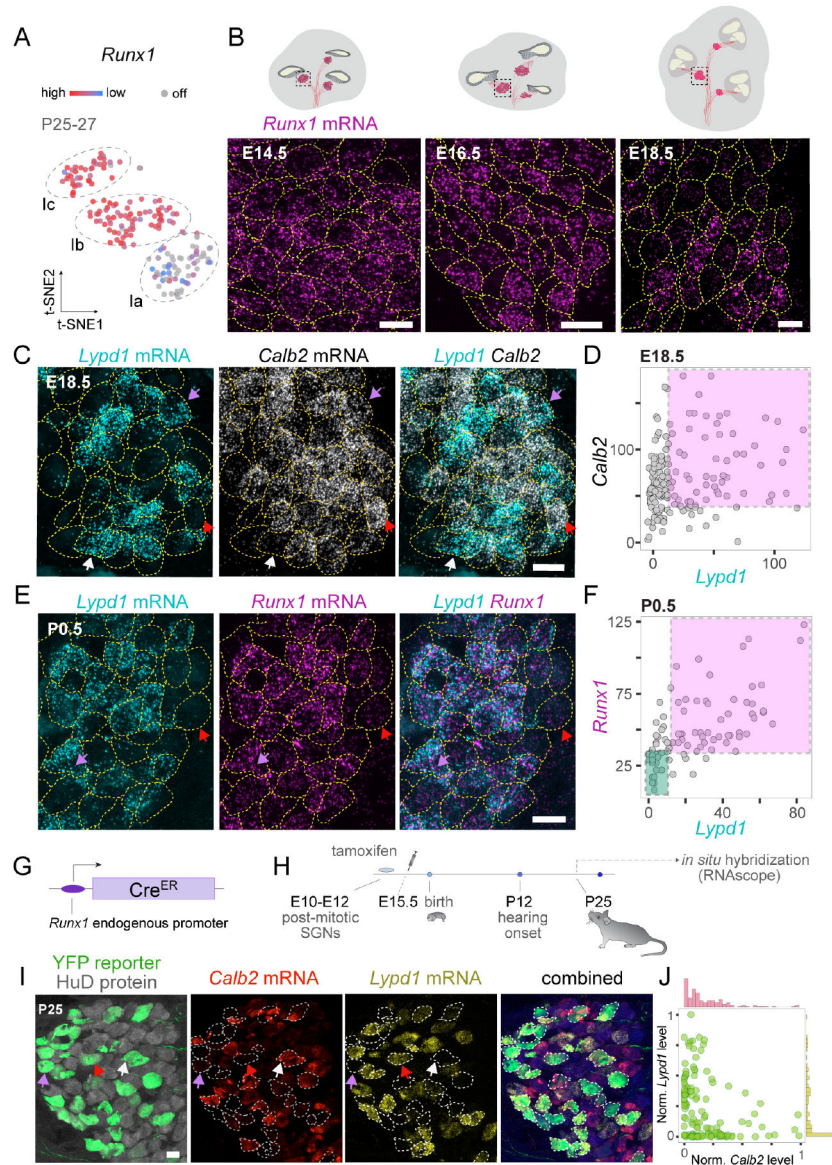 A
Runx1
high low off
P25-27
Ic
Ib
Ia
t-SNE2
t-SNE1
B
Runx1 mRNA
E14.5
E16.5
E18.5
C
Lypd1 mRNA
Calb2 mRNA
Lypd1 Calb2
E18.5
D
E18.5
Calb2
100
0
0 100
Lypd1
E
Lypd1 mRNA
Runx1 mRNA
Lypd1 Runx1
P0.5
F
P0.5
Runx1
125
75
25
0 40 80
Lypd1
G
Cre^ER
Runx1 endogenous promoter
H
tamoxifen
in situ hybridization
(RNAscope)
E10-E12
post-mitotic
SGNs
E15.5
birth
P12
hearing
onset
P25
I
YFP reporter
HuD protein
Calb2 mRNA
Lypd1 mRNA
combined
P25
J
Norm. Lypd1 level
1
0
0 1
Norm. Calb2 level